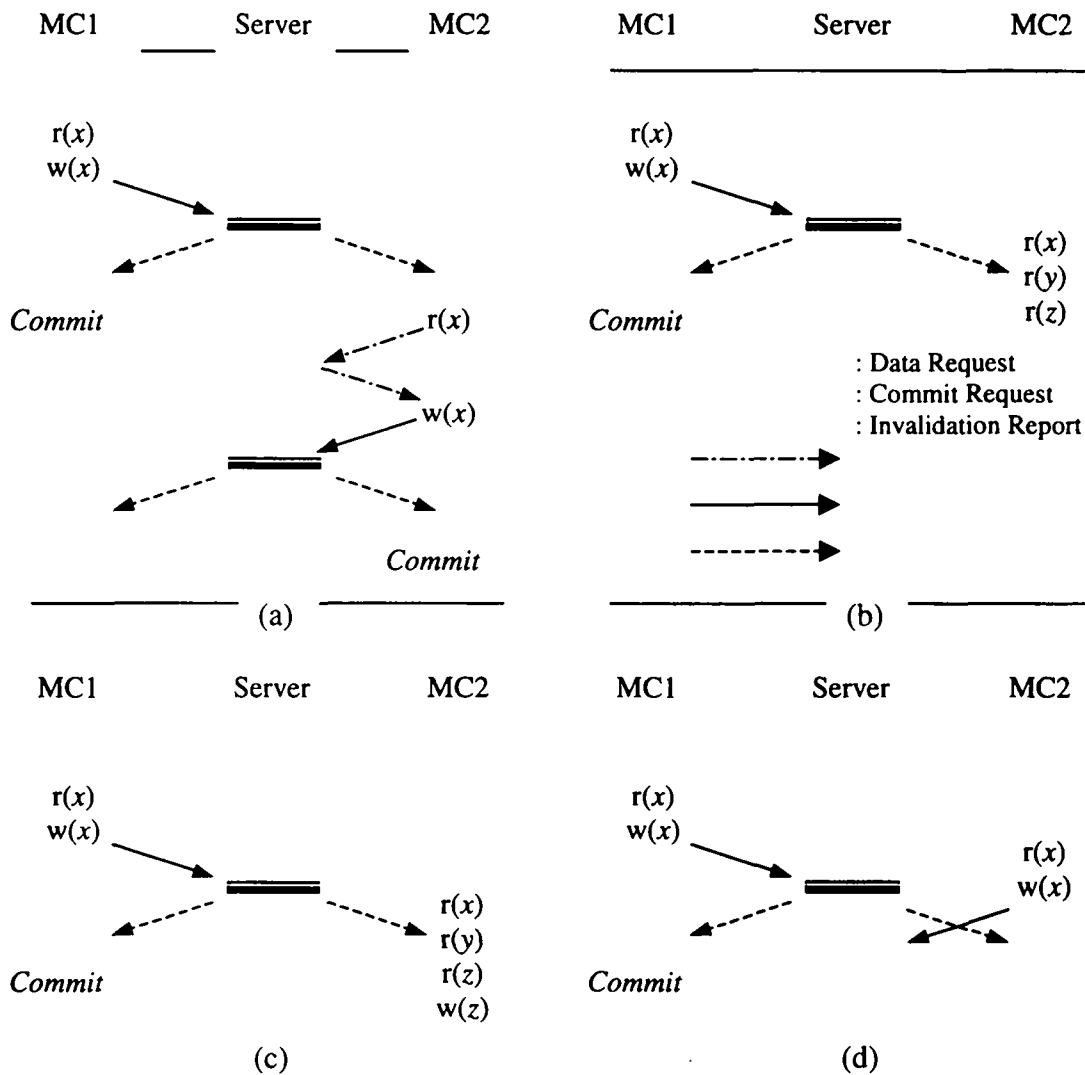 MC1 Server MC2
r(x)
w(x)
Commit
r(x)
w(x)
Commit
(a)
MC1 Server MC2
r(x)
w(x)
r(x)
r(y)
r(z)
Commit
: Data Request
: Commit Request
: Invalidation Report
(b)
MC1 Server MC2
r(x)
w(x)
r(x)
r(y)
r(z)
w(z)
Commit
(c)
MC1 Server MC2
r(x)
w(x)
r(x)
w(x)
Commit
(d)